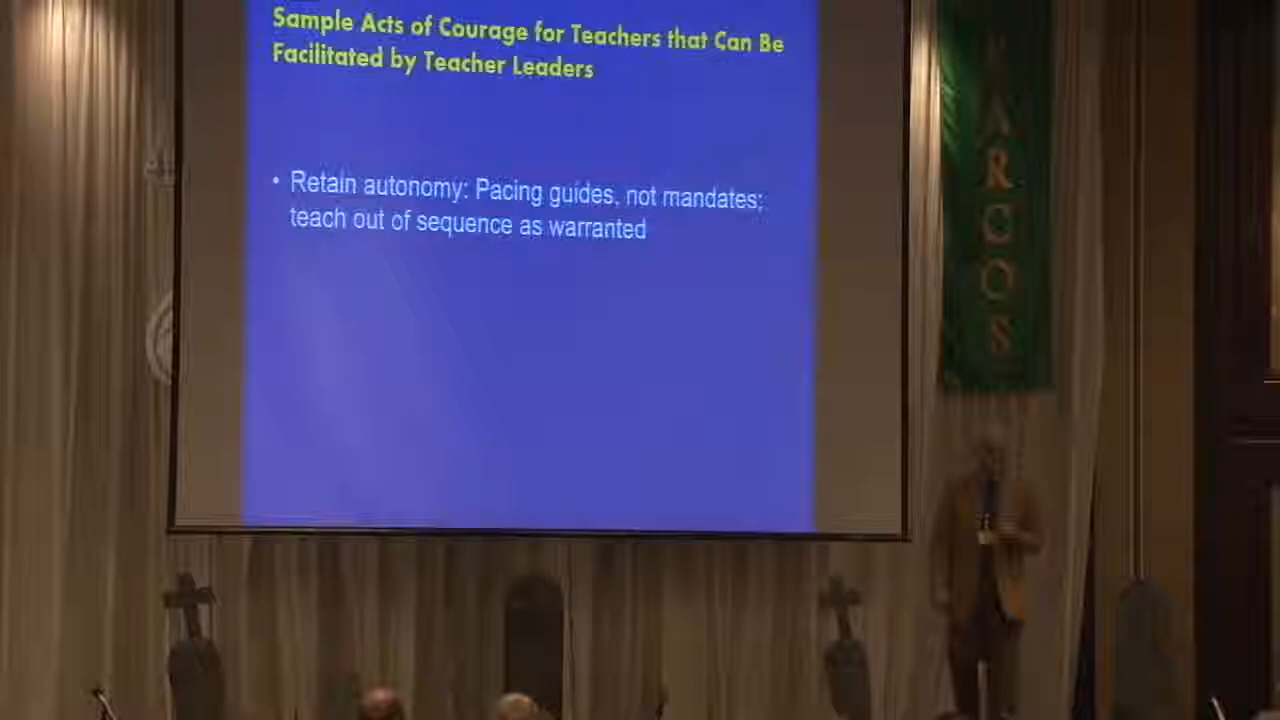 Sample Acts of Courage for Teachers that Can Be
Facilitated by Teacher Leaders
• Retain autonomy: Pacing guides, not mandates;
teach out of sequence as warranted
ARCOS